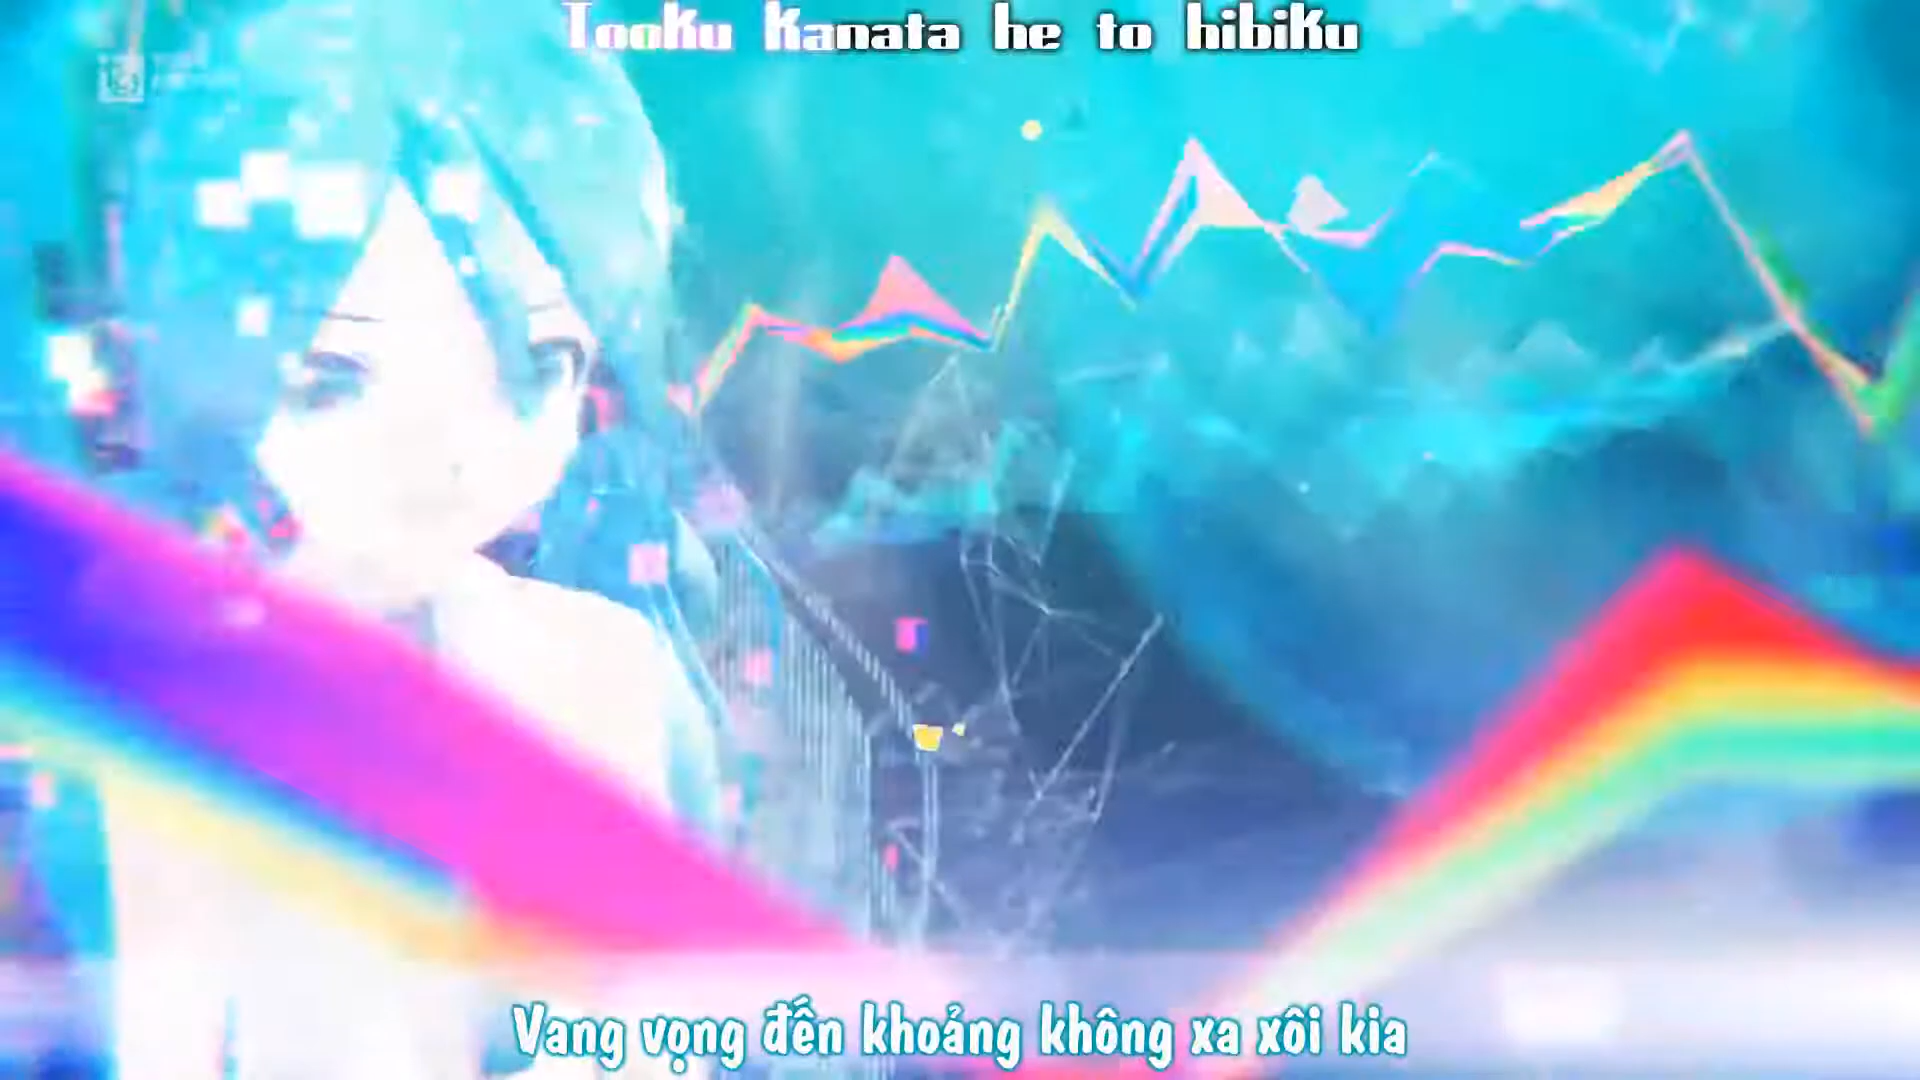 Tooku kanata he to hibiku
Vang vọng đến khoảng không xa xôi kia